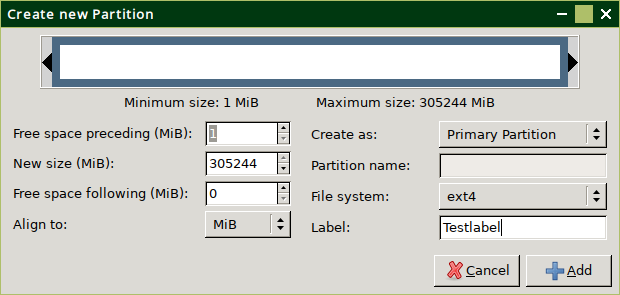 Create new Partition
Minimum size: 1 MiB Maximum size: 305244 MiB
Free space preceding (MiB): 1 Create as: Primary Partition
New size (MiB): 305244 Partition name:
Free space following (MiB): 0 File system: ext4
Align to: MiB Label: Testlabel
Cancel Add